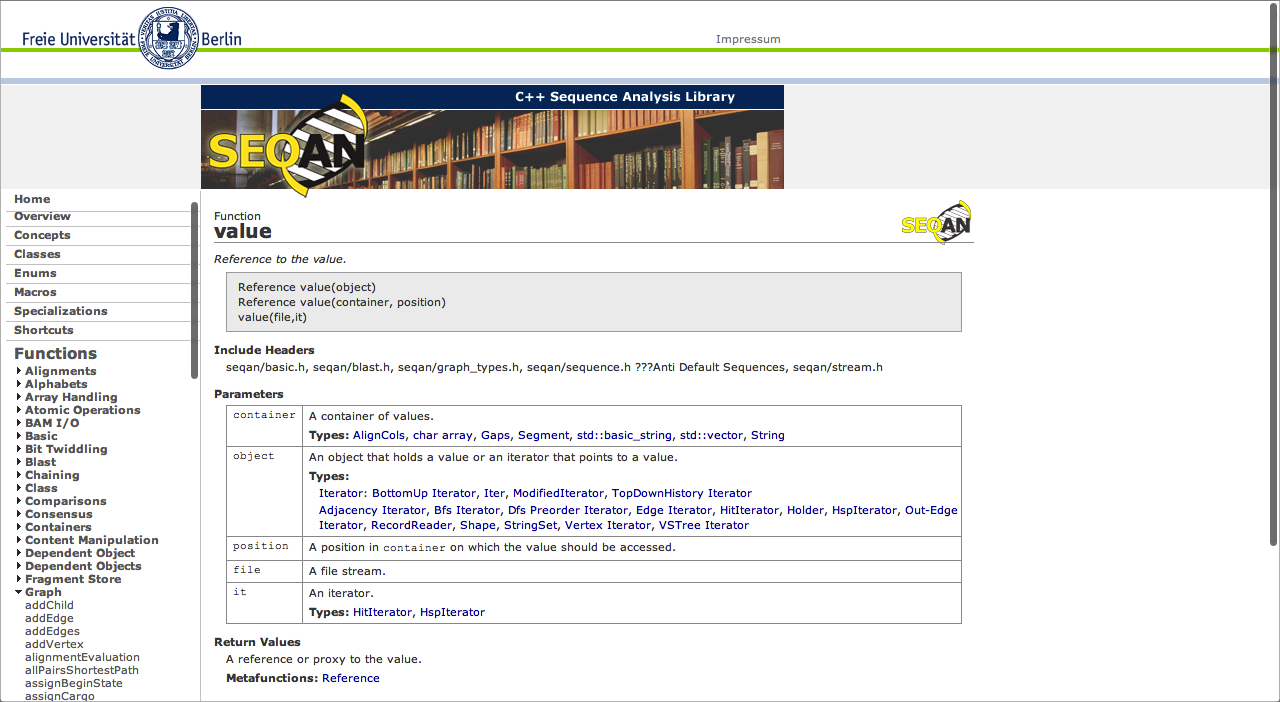 Freie Universität Berlin
Impressum
C++ Sequence Analysis Library
SEQAN
Home
Overview
Concepts
Classes
Enums
Macros
Specializations
Shortcuts
Functions
Alignments
Alphabets
Array Handling
Atomic Operations
BAM I/O
Basic
Bit Twiddling
Blast
Chaining
Class
Comparisons
Consensus
Containers
Content Manipulation
Dependent Object
Dependent Objects
Fragment Store
Graph
addChild
addEdge
addEdges
addVertex
alignmentEvaluation
allPairsShortestPath
assignBeginState
assignCargo
Function
value
SEQAN
Reference to the value.
Reference value(object)
Reference value(container, position)
value(file,it)
Include Headers
seqan/basic.h, seqan/blast.h, seqan/graph_types.h, seqan/sequence.h ???Anti Default Sequences, seqan/stream.h
Parameters
container A container of values.
Types: AlignCols, char array, Gaps, Segment, std::basic_string, std::vector, String
object An object that holds a value or an iterator that points to a value.
Types:
Iterator: BottomUp Iterator, Iter, ModifiedIterator, TopDownHistory Iterator
Adjacency Iterator, Bfs Iterator, Dfs Preorder Iterator, Edge Iterator, HitIterator, Holder, HspIterator, Out-Edge
Iterator, RecordReader, Shape, StringSet, Vertex Iterator, VSTree Iterator
position A position in container on which the value should be accessed.
file A file stream.
it An iterator.
Types: HitIterator, HspIterator
Return Values
A reference or proxy to the value.
Metafunctions: Reference